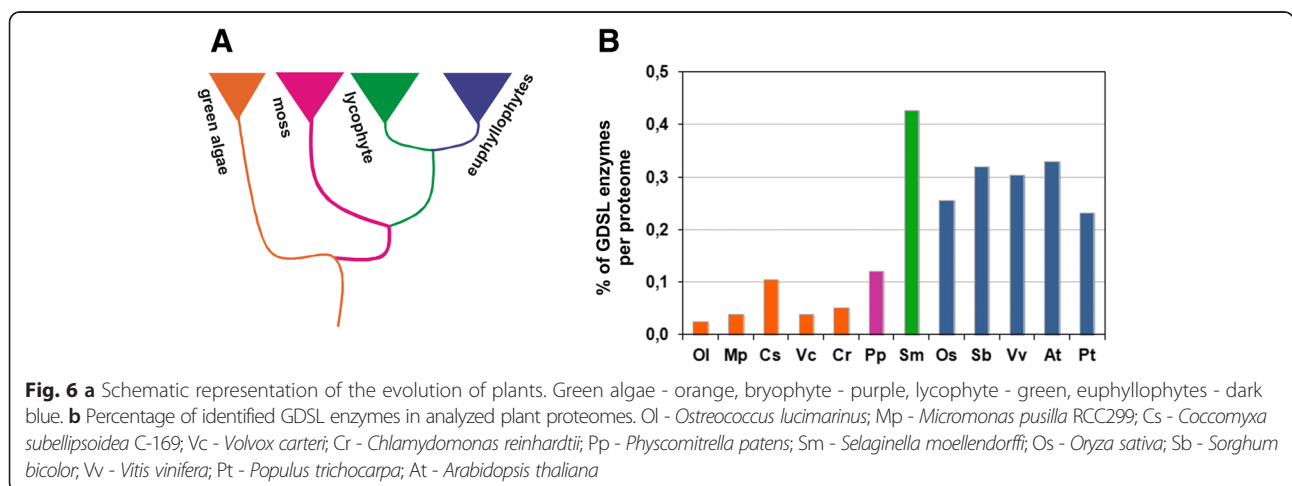 A
B
green algae
moss
lycophyte
euphyllophytes
% of GDSL enzymes
per proteome
0,5
0,4
0,3
0,2
0,1
0,0
Ol Mp Cs Vc Cr Pp Sm Os Sb Vv At Pt
Fig. 6 a Schematic representation of the evolution of plants. Green algae - orange, bryophyte - purple, lycophyte - green, euphyllophytes - dark
blue. b Percentage of identified GDSL enzymes in analyzed plant proteomes. Ol - Ostreococcus lucimarinus; Mp - Micromonas pusilla RCC299; Cs - Coccomyxa
subellipsoidea C-169; Vc - Volvox carteri; Cr - Chlamydomonas reinhardtii; Pp - Physcomitrella patens; Sm - Selaginella moellendorffi; Os - Oryza sativa; Sb - Sorghum
bicolor; Vv - Vitis vinifera; Pt - Populus trichocarpa; At - Arabidopsis thaliana